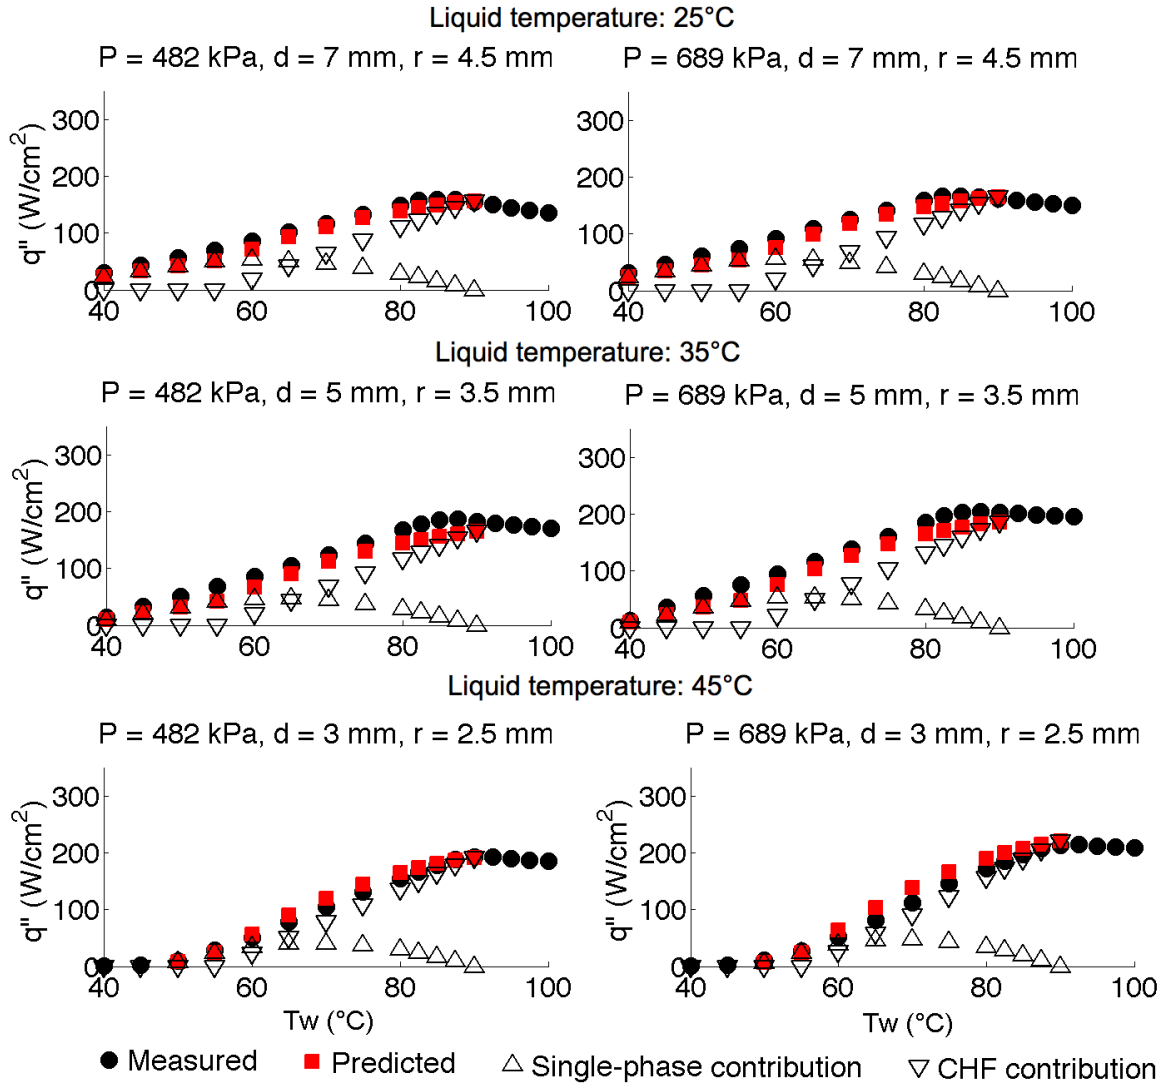 Liquid temperature: 25°C
P = 482 kPa, d = 7 mm, r = 4.5 mm
P = 689 kPa, d = 7 mm, r = 4.5 mm
q" (W/cm²)
300
200
100
0
40
60
80
100
300
200
100
0
40
60
80
100
Liquid temperature: 35°C
P = 482 kPa, d = 5 mm, r = 3.5 mm
P = 689 kPa, d = 5 mm, r = 3.5 mm
q" (W/cm²)
300
200
100
0
40
60
80
100
300
200
100
0
40
60
80
100
Liquid temperature: 45°C
P = 482 kPa, d = 3 mm, r = 2.5 mm
P = 689 kPa, d = 3 mm, r = 2.5 mm
q" (W/cm²)
300
200
100
0
40
60
80
100
Tw (°C)
q" (W/cm²)
300
200
100
0
40
60
80
100
Tw (°C)
Measured
Predicted
Single-phase contribution
CHF contribution